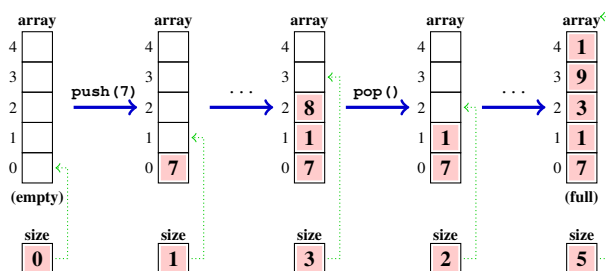 array array array array array
4 4 4 4 4 1
3 3 3 3 3 9
push(7) ... pop() ...
2 2 2 8 2 2 3
1 1 1 1 1 1 1 1
0 0 7 0 7 0 7 0 7
(empty) (full)
size size size size size
0 1 3 2 5